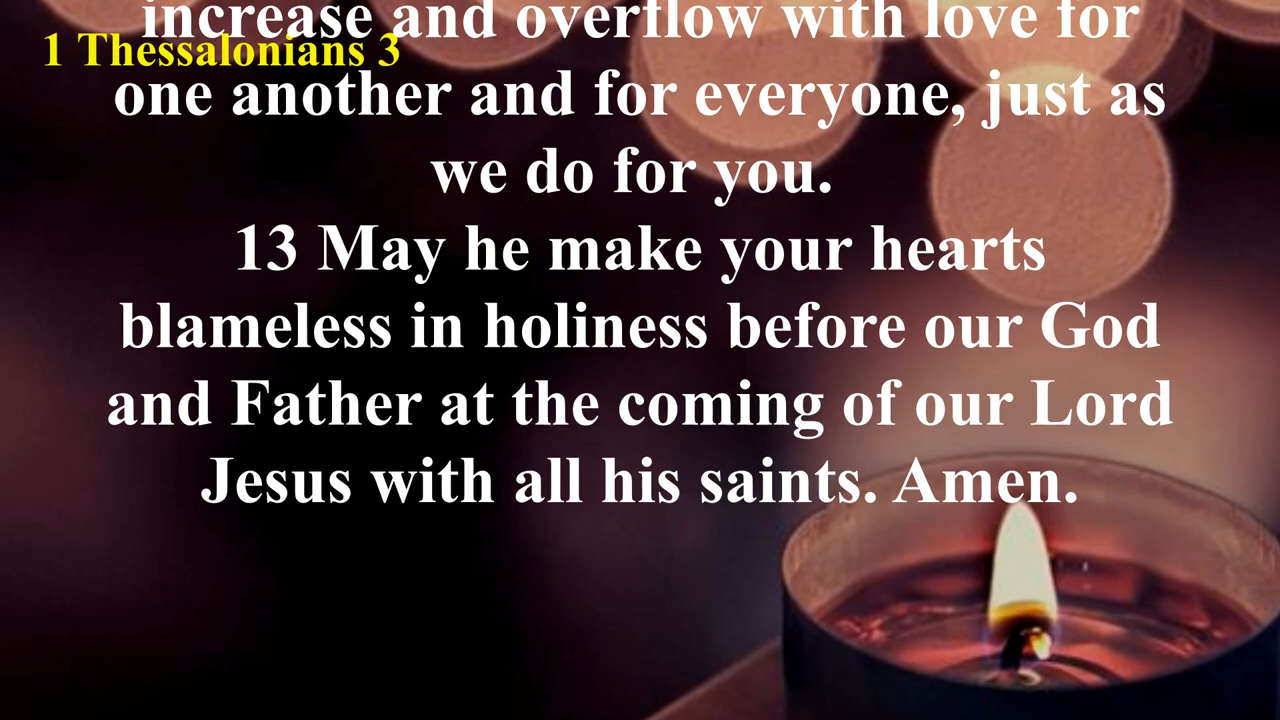 increase and overflow with love for
1 Thessalonians 3
one another and for everyone, just as
we do for you.
13 May he make your hearts
blameless in holiness before our God
and Father at the coming of our Lord
Jesus with all his saints. Amen.